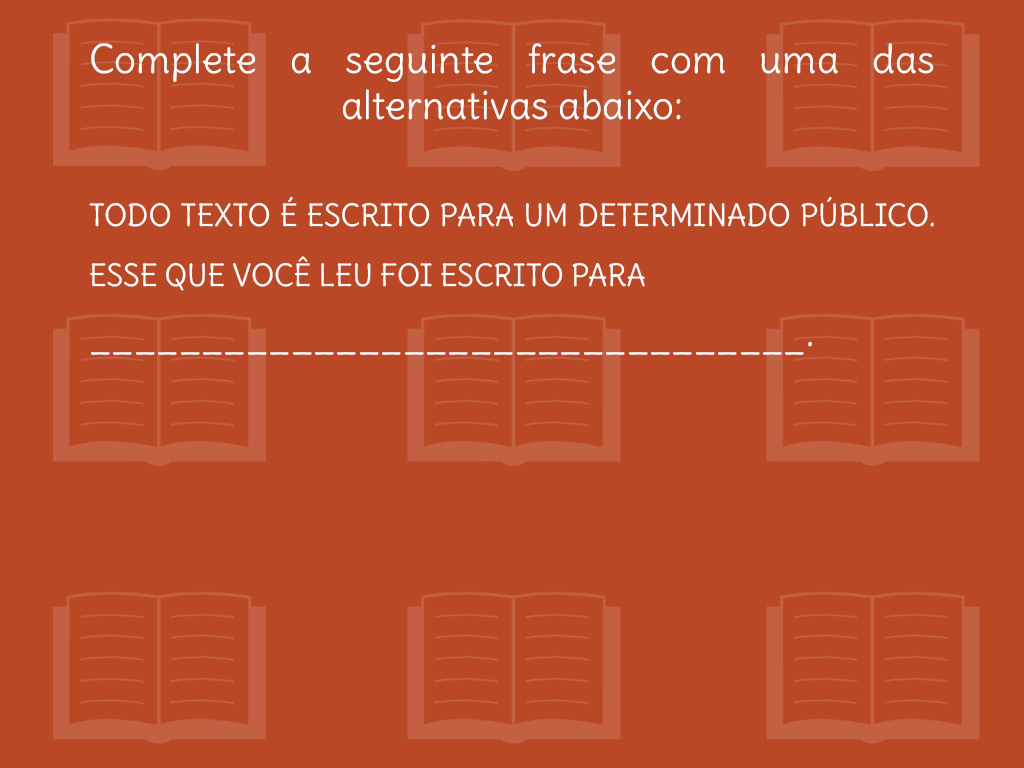 Complete a seguinte frase com uma das
alternativas abaixo:
TODO TEXTO É ESCRITO PARA UM DETERMINADO PÚBLICO.
ESSE QUE VOCÊ LEU FOI ESCRITO PARA
________________________________.